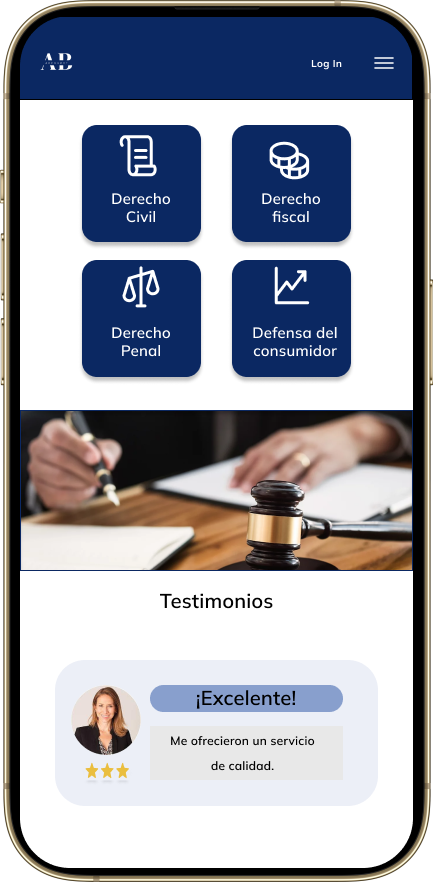 AB
Log In
Derecho
Civil
Derecho
fiscal
Derecho
Penal
Defensa del
consumidor
Testimonios
¡Excelente!
Me ofrecieron un servicio
de calidad.